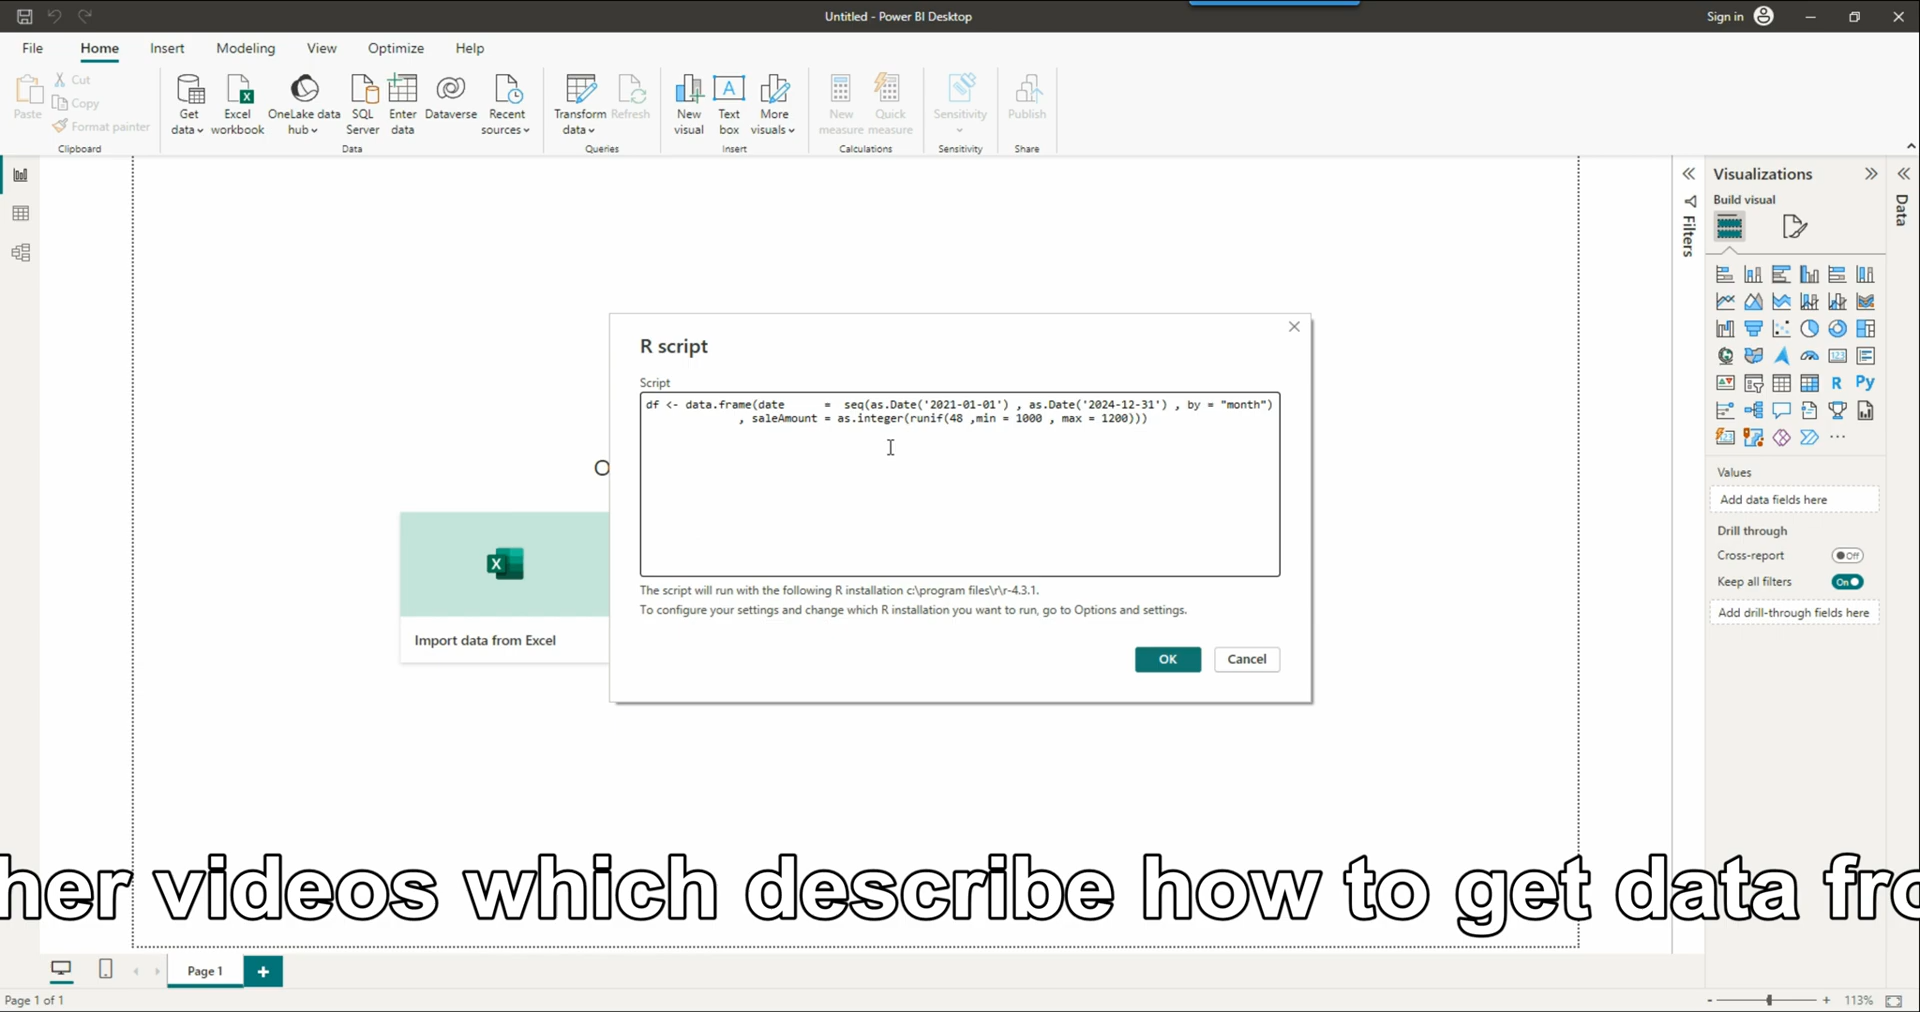 Untitled - Power BI Desktop
Sign in
File
Home
Insert
Modeling
View
Optimize
Help
Paste
Cut
Copy
Format painter
Clipboard
Get data
Excel workbook
OneLake data hub
SQL Server
Enter data
Dataverse
Recent sources
Data
Transform data
Refresh
Queries
New visual
A
Text box
More visuals
Insert
New measure
Quick measure
Calculations
Sensitivity
Sensitivity
Publish
Share
Filters
Visualizations
Build visual
Data
123
R
Py
Values
Add data fields here
Drill through
Cross-report
Off
Keep all filters
On
Add drill-through fields here
O
X
Import data from Excel
R script
Script
df <- data.frame(date      =  seq(as.Date('2021-01-01') , as.Date('2024-12-31') , by = "month")
, saleAmount = as.integer(runif(48 ,min = 1000 , max = 1200)))
The script will run with the following R installation c:\program files\r\r-4.3.1.
To configure your settings and change which R installation you want to run, go to Options and settings.
OK
Cancel
her videos which describe how to get data fro
Page 1
+
Page 1 of 1
-
+
113%